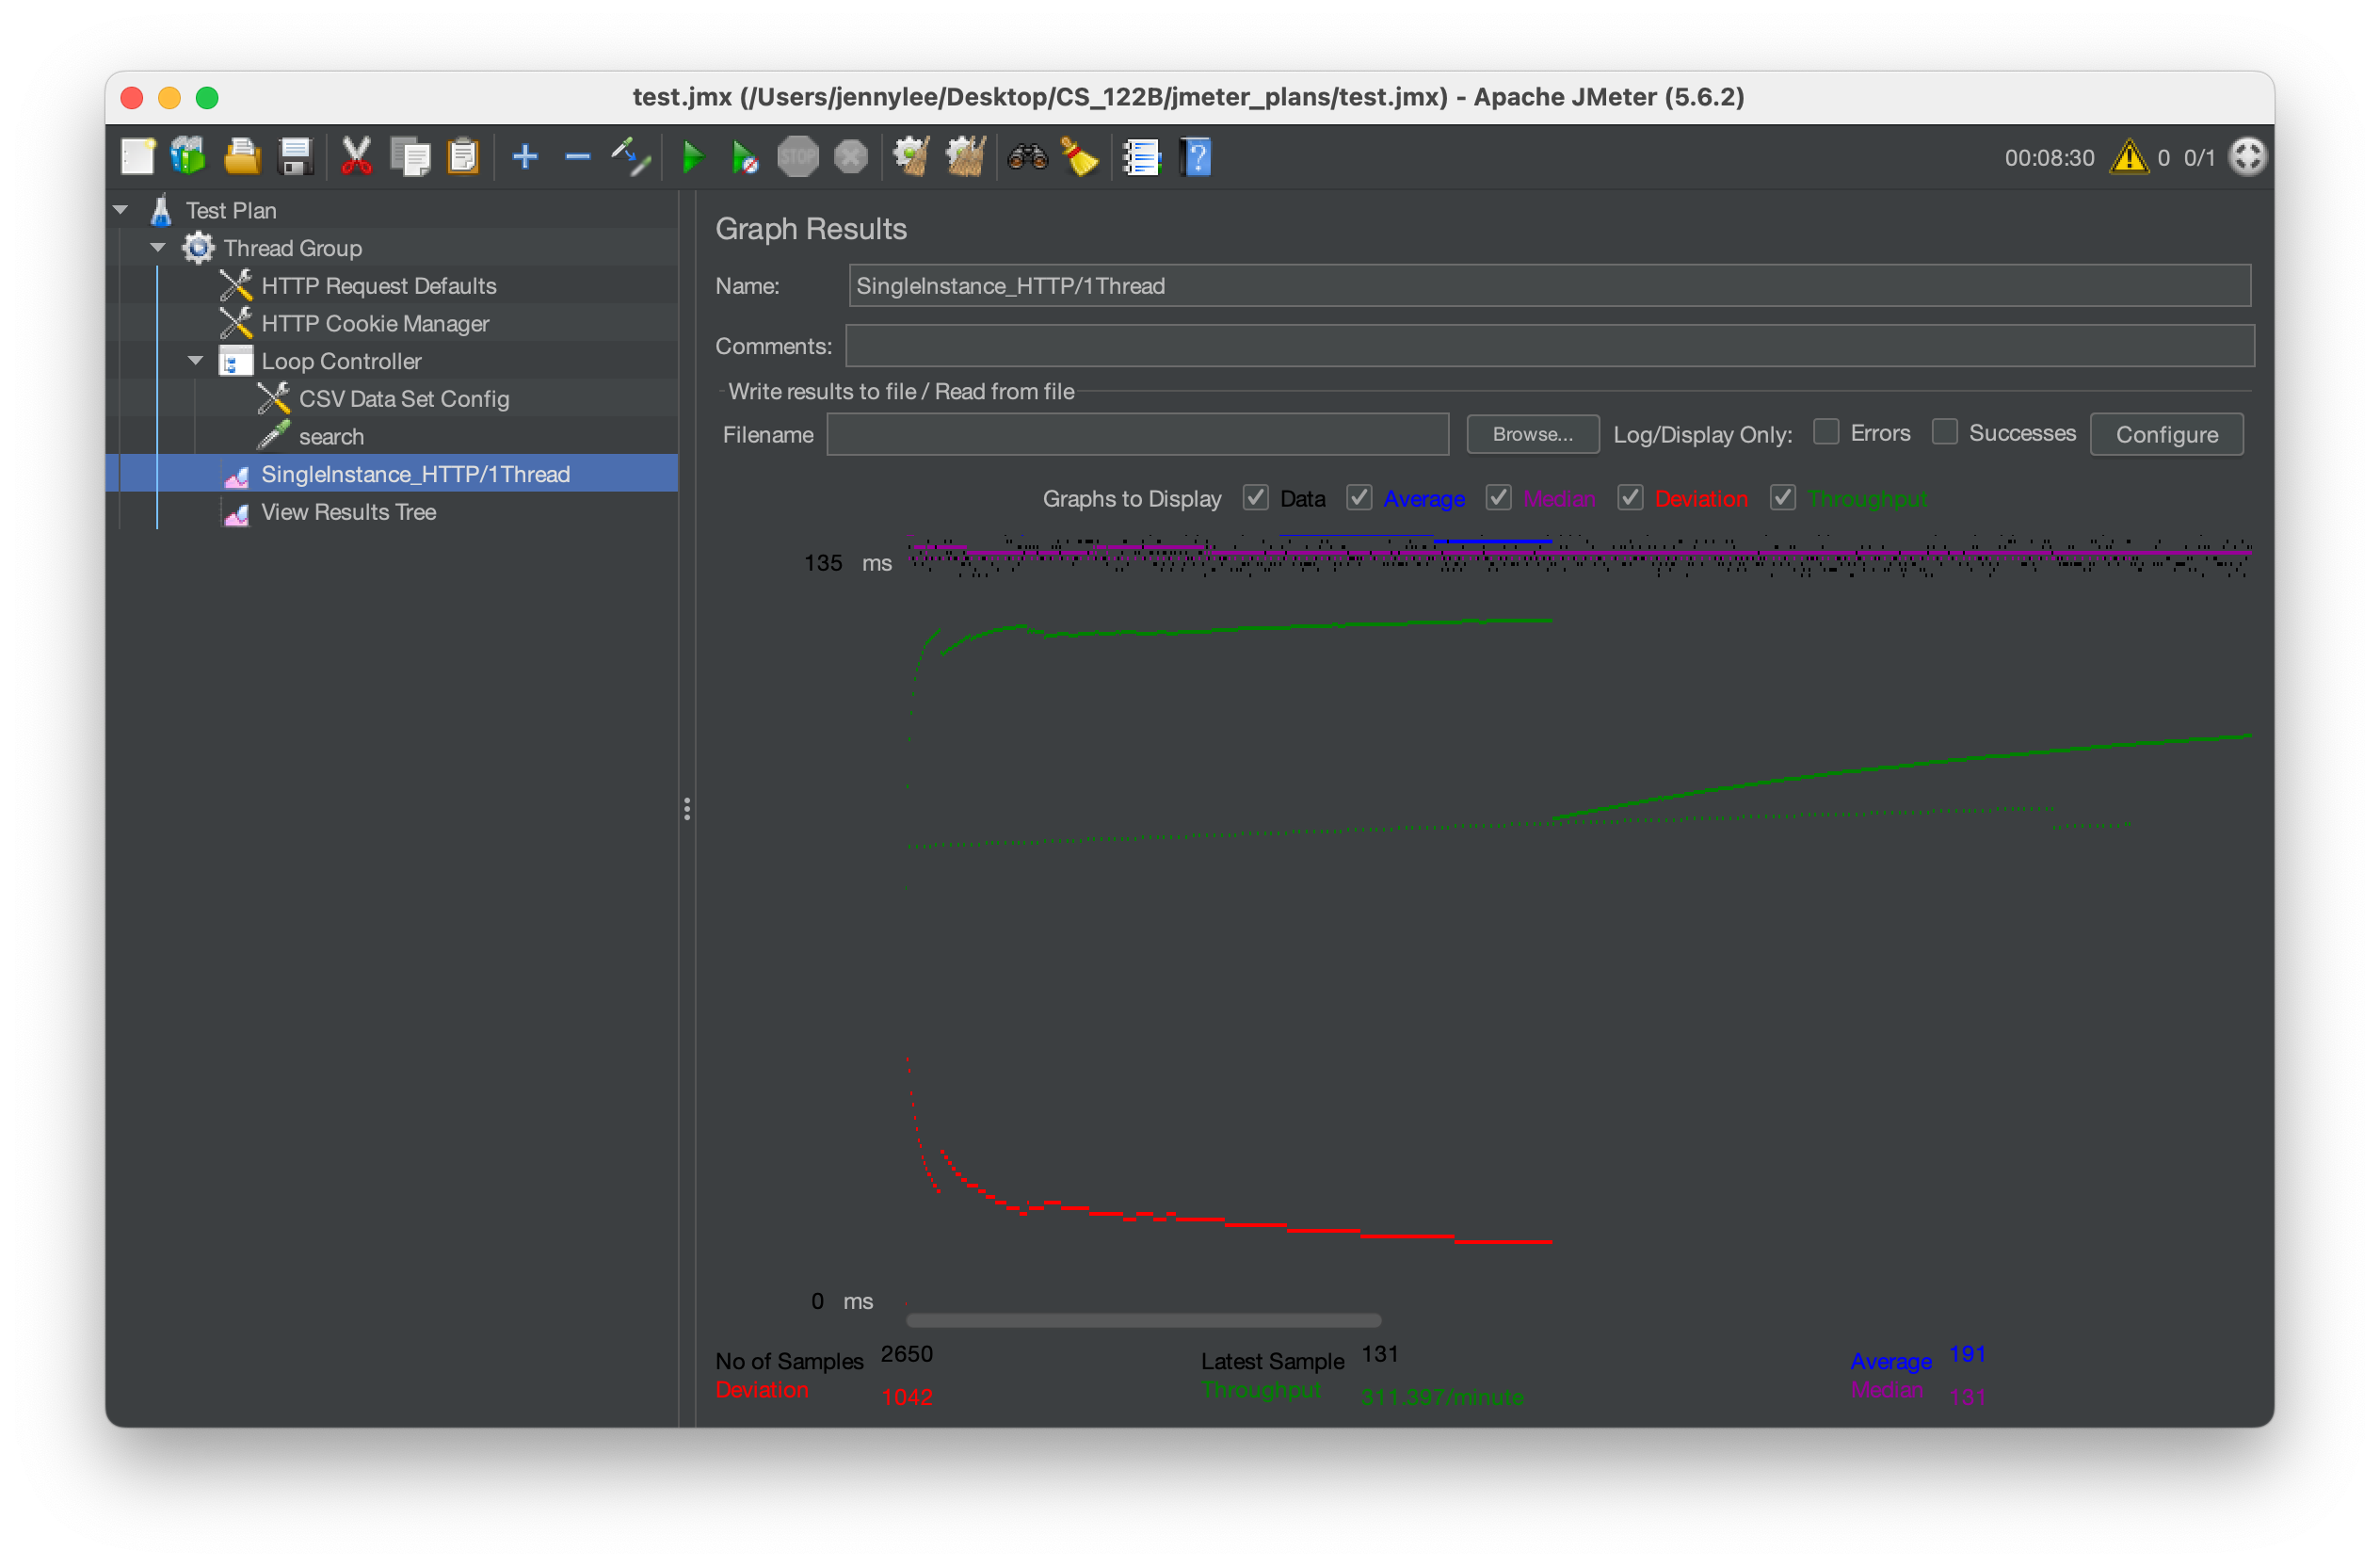 test.jmx (/Users/jennylee/Desktop/CS_122B/jmeter_plans/test.jmx) - Apache JMeter (5.6.2)
STOP
00:08:30 0 0/1
Test Plan
Thread Group
HTTP Request Defaults
HTTP Cookie Manager
Loop Controller
CSV Data Set Config
search
SingleInstance_HTTP/1Thread
View Results Tree
Graph Results
Name: SingleInstance_HTTP/1Thread
Comments:
Write results to file / Read from file
Filename Browse... Log/Display Only: Errors Successes Configure
Graphs to Display Data Average Median Deviation Throughput
135 ms
0 ms
No of Samples 2650 Latest Sample 131 Average 191
Deviation 1042 Throughput 311.397/minute Median 131